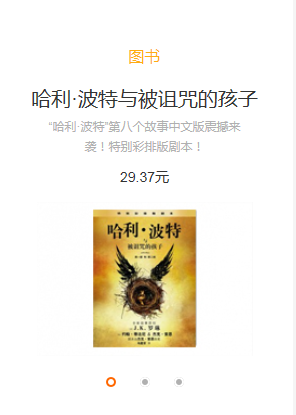 图书
哈利·波特与被诅咒的孩子
“哈利·波特”第八个故事中文版震撼来
袭！特别彩排版剧本！
29.37元
哈利·波特
与
被诅咒的孩子
J.K. 罗琳